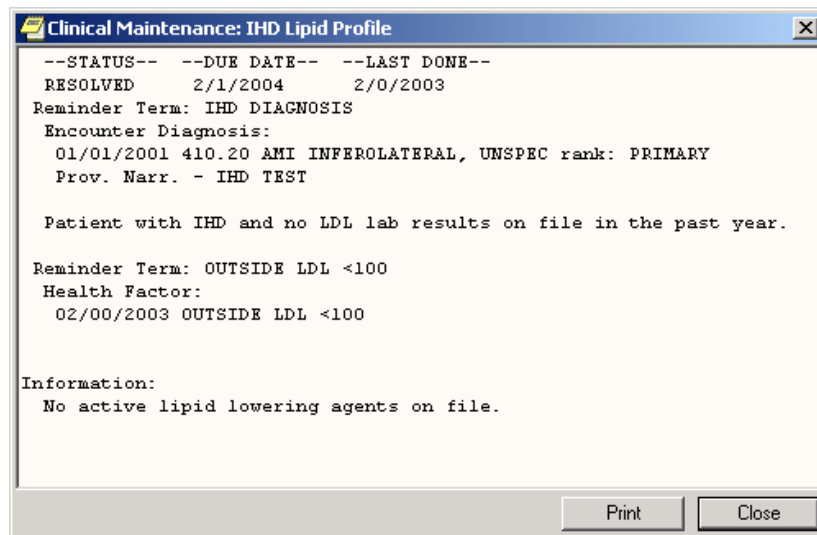 Clinical Maintenance: IHD Lipid Profile
--STATUS-- --DUE DATE-- --LAST DONE--
RESOLVED 2/1/2004 2/0/2003
Reminder Term: IHD DIAGNOSIS
Encounter Diagnosis:
01/01/2001 410.20 AMI INFEROLATERAL, UNSPEC rank: PRIMARY
Prov. Narr. - IHD TEST
Patient with IHD and no LDL lab results on file in the past year.
Reminder Term: OUTSIDE LDL <100
Health Factor:
02/00/2003 OUTSIDE LDL <100
Information:
No active lipid lowering agents on file.
Print Close